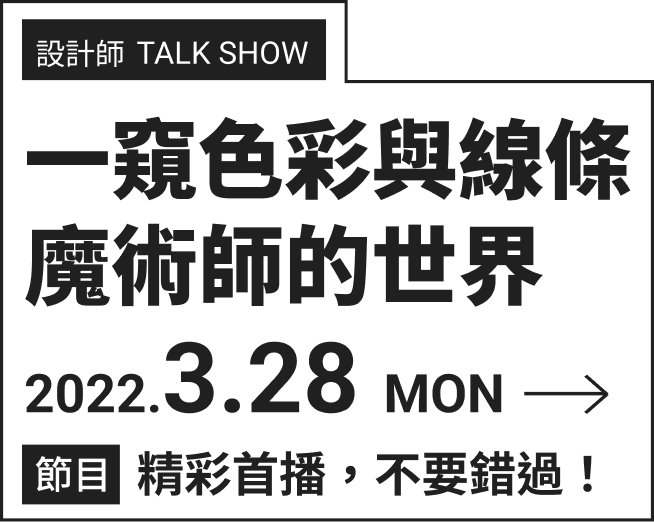 設計師 TALK SHOW
一窺色彩與線條
魔術師的世界
2022.3.28 MON →
節目 精彩首播，不要錯過！